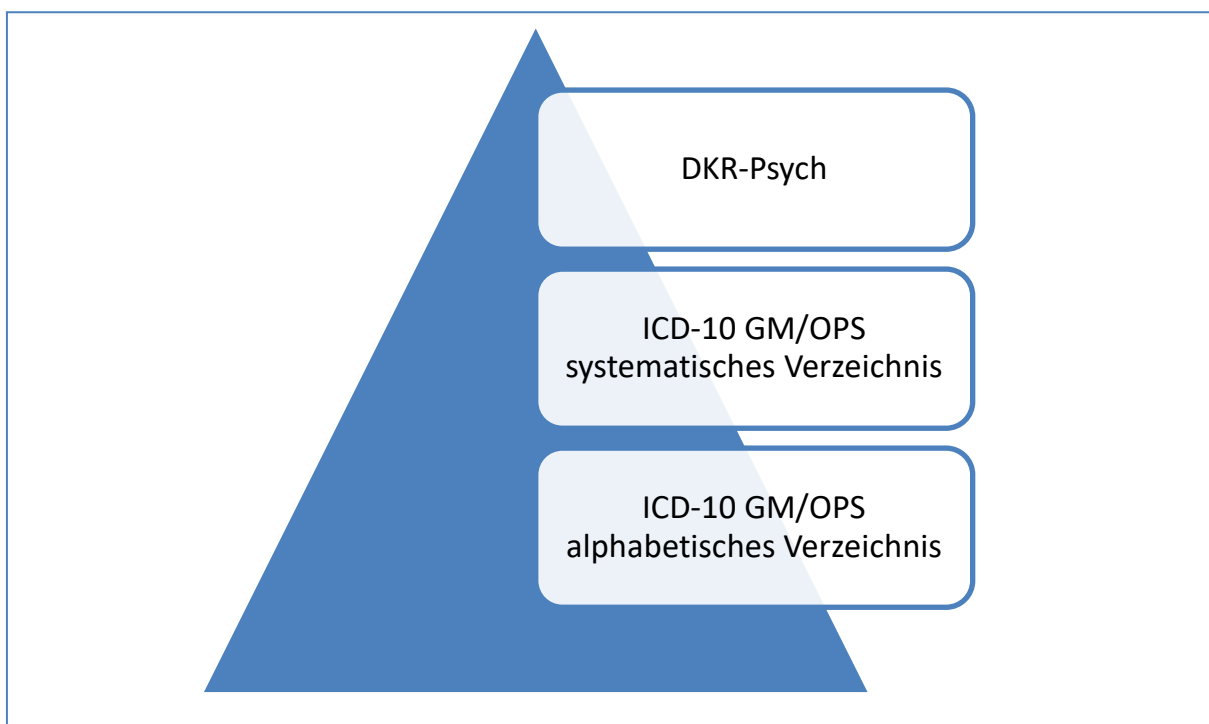 DKR-Psych
ICD-10 GM/OPS
systematisches Verzeichnis
ICD-10 GM/OPS
alphabetisches Verzeichnis